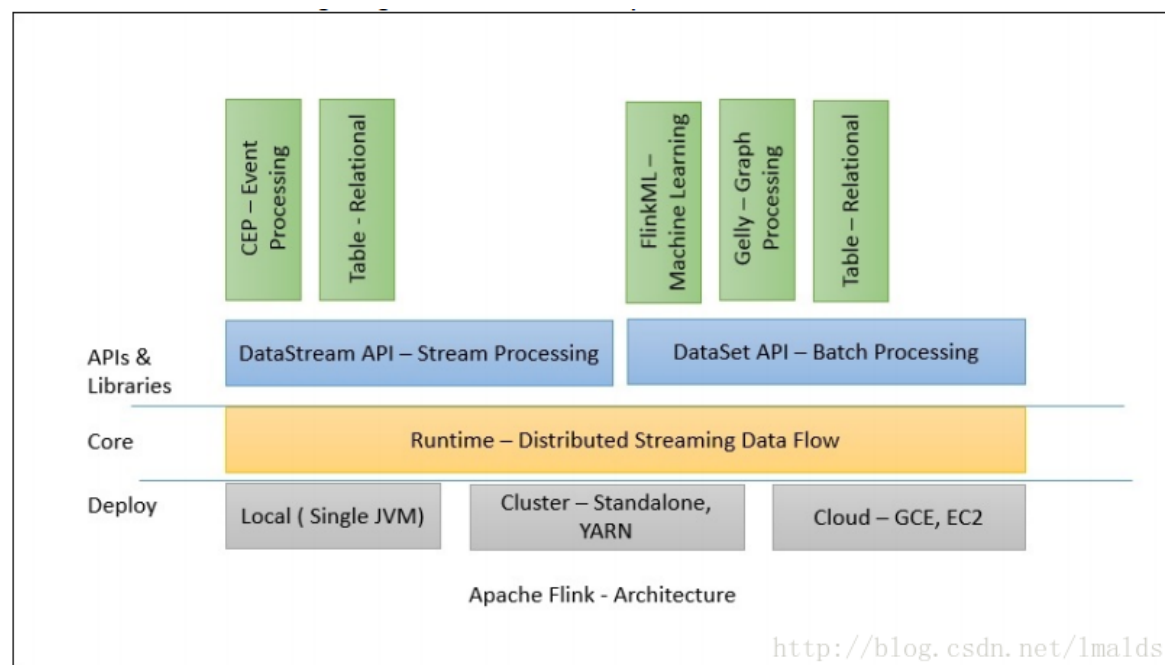 CEP – Event
Processing
Table - Relational
FlinkML –
Machine Learning
Gelly – Graph
Processing
Table – Relational
APIs &
Libraries
DataStream API – Stream Processing
DataSet API – Batch Processing
Core
Runtime – Distributed Streaming Data Flow
Deploy
Local ( Single JVM)
Cluster – Standalone,
YARN
Cloud – GCE, EC2
Apache Flink - Architecture
http://blog.csdn.net/lmalds